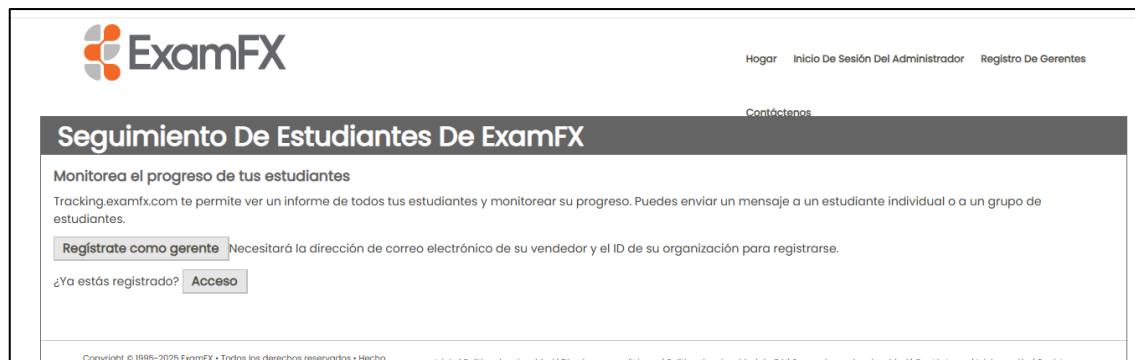 ExamFX
Hogar Inicio De Sesión Del Administrador Registro De Gerentes
Contáctenos
Seguimiento De Estudiantes De ExamFX
Monitorea el progreso de tus estudiantes
Tracking.examfx.com te permite ver un informe de todos tus estudiantes y monitorear su progreso. Puedes enviar un mensaje a un estudiante individual o a un grupo de
estudiantes.
Regístrate como gerente Necesitará la dirección de correo electrónico de su vendedor y el ID de su organización para registrarse.
¿Ya estás registrado? Acceso
Copyright © 1995-2025 ExamFX • Todos los derechos reservados • Hecho